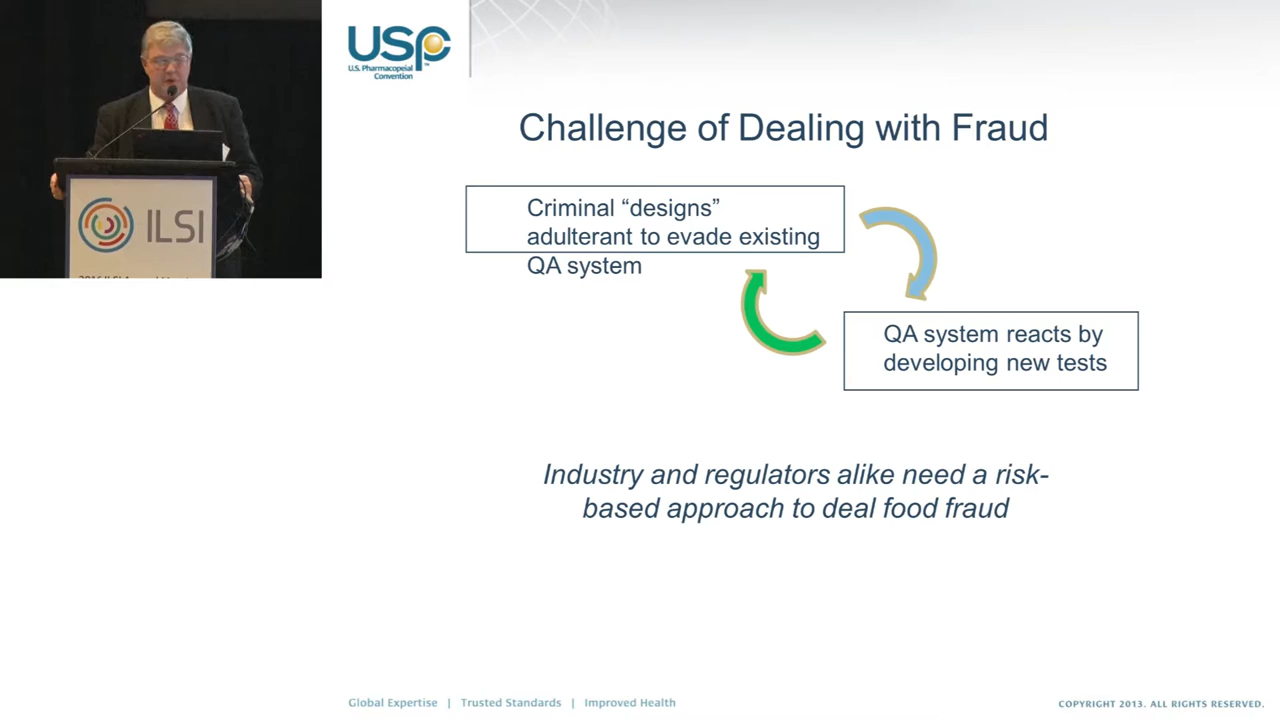 USP
U.S. Pharmacopeial
Convention
Challenge of Dealing with Fraud
Criminal “designs”
adulterant to evade existing
QA system
QA system reacts by
developing new tests
Industry and regulators alike need a risk-
based approach to deal food fraud
ILSI
Global Expertise | Trusted Standards | Improved Health
COPYRIGHT 2013. ALL RIGHTS RESERVED.